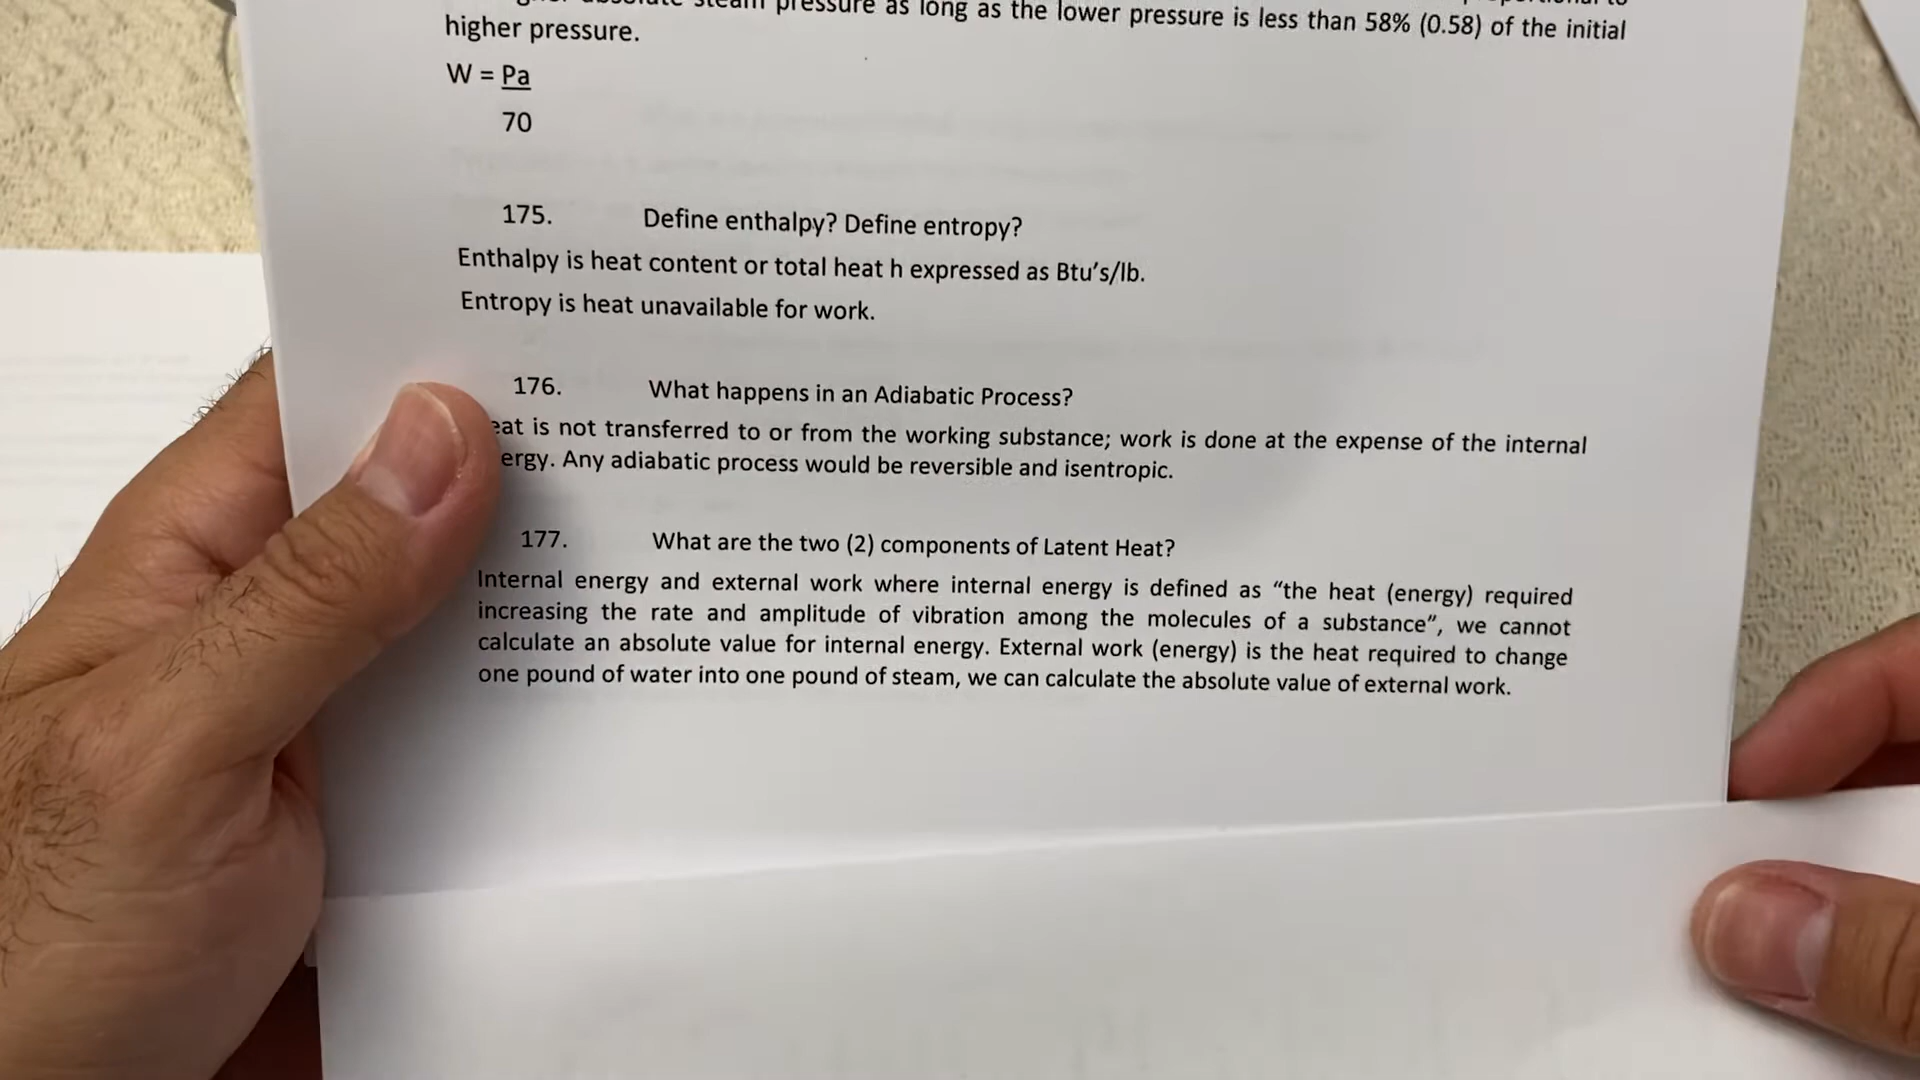 steam pressure as long as the lower pressure is less than 58% (0.58) of the initial
higher pressure.
W = Pa
70
175. Define enthalpy? Define entropy?
Enthalpy is heat content or total heat h expressed as Btu's/lb.
Entropy is heat unavailable for work.
176. What happens in an Adiabatic Process?
eat is not transferred to or from the working substance; work is done at the expense of the internal
ergy. Any adiabatic process would be reversible and isentropic.
177. What are the two (2) components of Latent Heat?
Internal energy and external work where internal energy is defined as “the heat (energy) required
increasing the rate and amplitude of vibration among the molecules of a substance”, we cannot
calculate an absolute value for internal energy. External work (energy) is the heat required to change
one pound of water into one pound of steam, we can calculate the absolute value of external work.